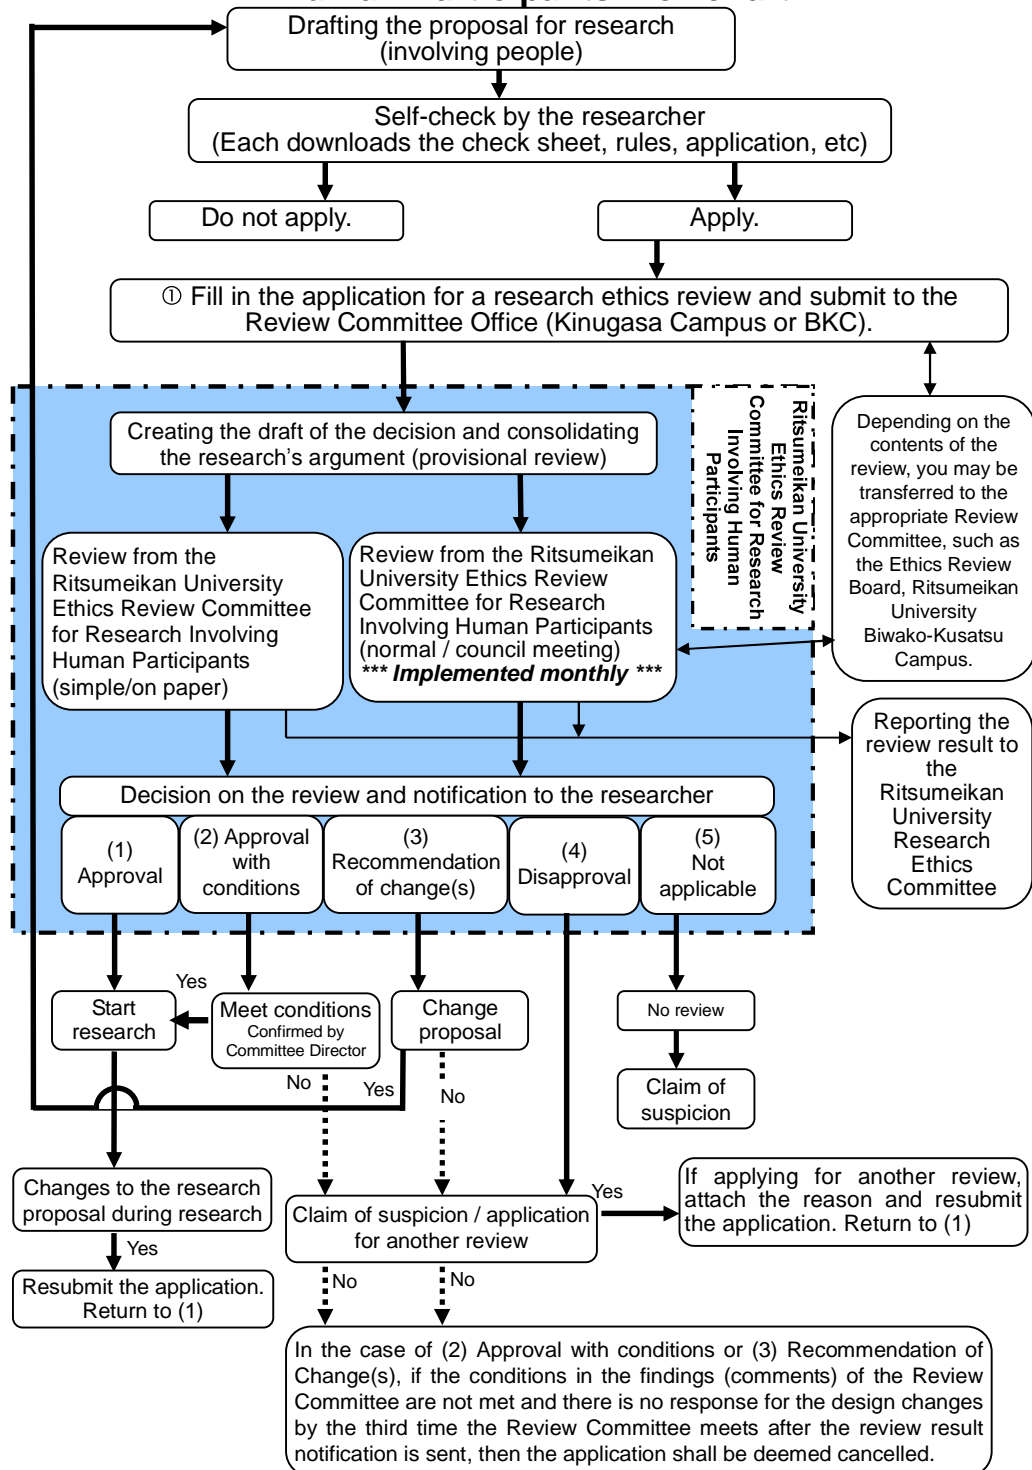 Drafting the proposal for research
(involving people)
Self-check by the researcher
(Each downloads the check sheet, rules, application, etc)
Do not apply.
Apply.
① Fill in the application for a research ethics review and submit to the
Review Committee Office (Kinugasa Campus or BKC).
Ritsumeikan University
Ethics Review
Committee for Research
Involving Human
Participants
Creating the draft of the decision and consolidating
the research's argument (provisional review)
Depending on the
contents of the
review, you may be
transferred to the
appropriate Review
Committee, such as
the Ethics Review
Board, Ritsumeikan
University
Biwako-Kusatsu
Campus.
Review from the
Ritsumeikan University
Ethics Review Committee
for Research Involving
Human Participants
(simple/on paper)
Review from the Ritsumeikan
University Ethics Review
Committee for Research
Involving Human Participants
(normal / council meeting)
*** Implemented monthly ***
Reporting the
review result to
the
Ritsumeikan
University
Research
Ethics
Committee
Decision on the review and notification to the researcher
(1)
Approval
(2) Approval
with
conditions
(3)
Recommendation
of change(s)
(4)
Disapproval
(5)
Not
applicable
Yes
Start
research
Meet conditions
Confirmed by
Committee Director
Change
proposal
No review
No
Yes
No
Claim of
suspicion
Changes to the research
proposal during research
Claim of suspicion / application
for another review
Yes
If applying for another review,
attach the reason and resubmit
the application. Return to (1)
Yes
Resubmit the application.
Return to (1)
No
No
In the case of (2) Approval with conditions or (3) Recommendation of
Change(s), if the conditions in the findings (comments) of the Review
Committee are not met and there is no response for the design changes
by the third time the Review Committee meets after the review result
notification is sent, then the application shall be deemed cancelled.